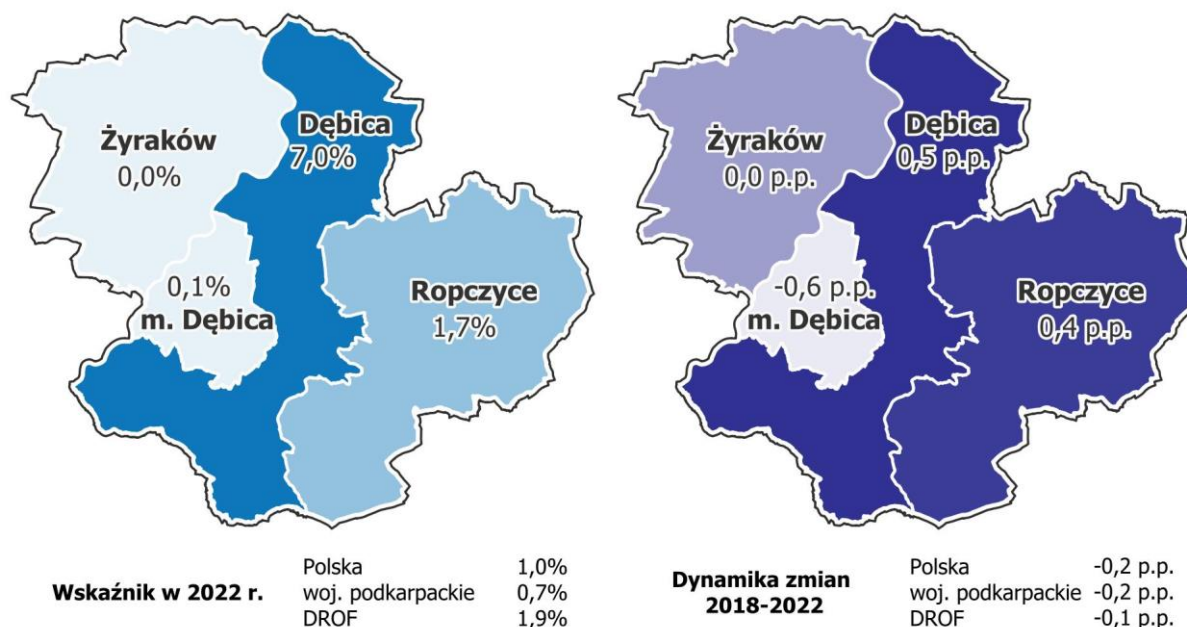 Żyraków
0,0%
Dębica
7,0%
0,1%
m. Dębica
Ropczyce
1,7%
Wskaźnik w 2022 r.
Polska 1,0%
woj. podkarpackie 0,7%
DROF 1,9%
Żyraków
0,0 p.p.
Dębica
0,5 p.p.
-0,6 p.p.
m. Dębica
Ropczyce
0,4 p.p.
Dynamika zmian
2018-2022
Polska -0,2 p.p.
woj. podkarpackie -0,2 p.p.
DROF -0,1 p.p.